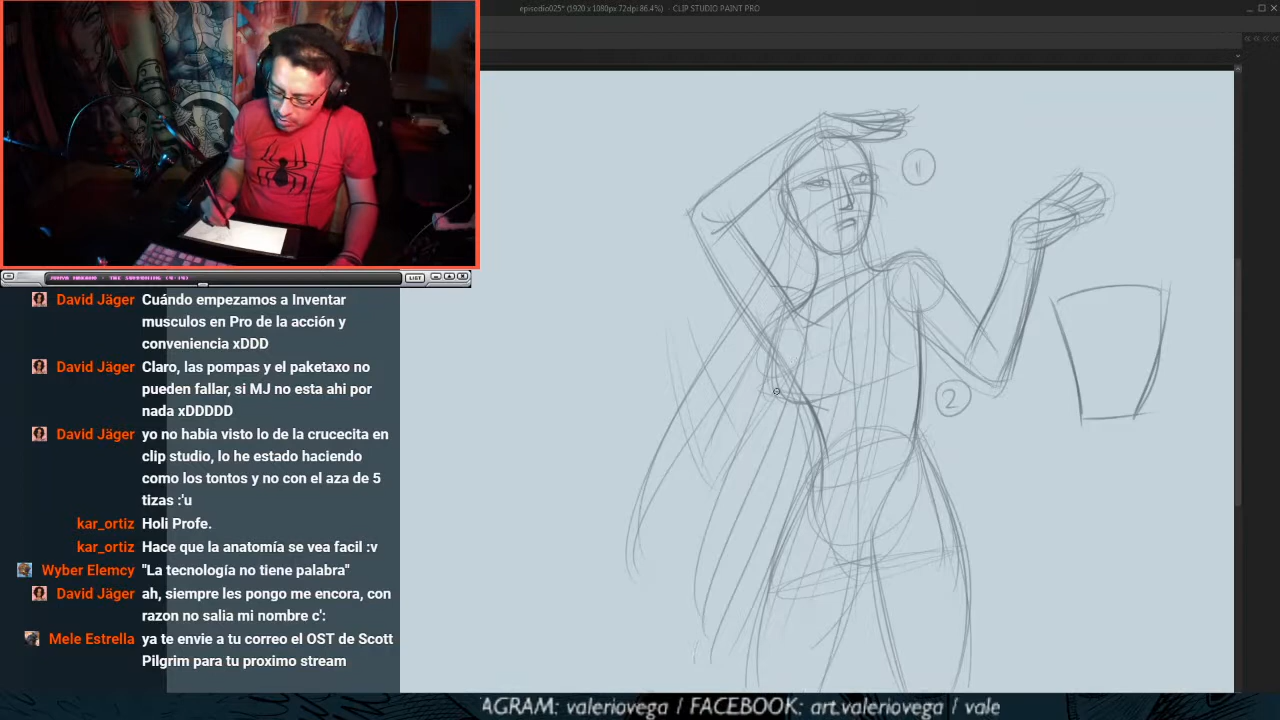 episodio025* (1920 x 1080px 72dpi 86.4%) - CLIP STUDIO PAINT PRO
LIST
David Jäger Cuándo empezamos a Inventar
musculos en Pro de la acción y
conveniencia xDDD
David Jäger Claro, las pompas y el paketaxo no
pueden fallar, si MJ no esta ahi por
nada xDDDDD
David Jäger yo no habia visto lo de la crucecita en
clip studio, lo he estado haciendo
como los tontos y no con el aza de 5
tizas :'u
kar_ortiz Holi Profe.
kar_ortiz Hace que la anatomía se vea facil :v
Wyber Elemcy "La tecnología no tiene palabra"
David Jäger ah, siempre les pongo me encora, con
razon no salia mi nombre c':
Mele Estrella ya te envie a tu correo el OST de Scott
Pilgrim para tu proximo stream
1
2
AGRAM: valeriovega / FACEBOOK: art.valeriovega / vale